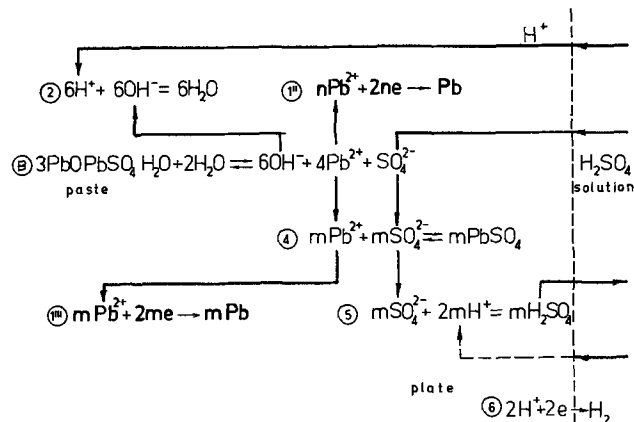 H⁺
② 6H⁺ + 6OH⁻ = 6H₂O
1'' nPb²⁺ + 2ne → Pb
Ⓑ 3PbOPbSO₄ H₂O + 2H₂O ⇌ 6OH⁻ + 4Pb²⁺ + SO₄²⁻
H₂SO₄
paste
solution
④ mPb²⁺ + mSO₄²⁻ ⇌ mPbSO₄
1''' mPb²⁺ + 2me → mPb
⑤ mSO₄²⁻ + 2mH⁺ = mH₂SO₄
plate
⑥ 2H⁺ + 2e → H₂